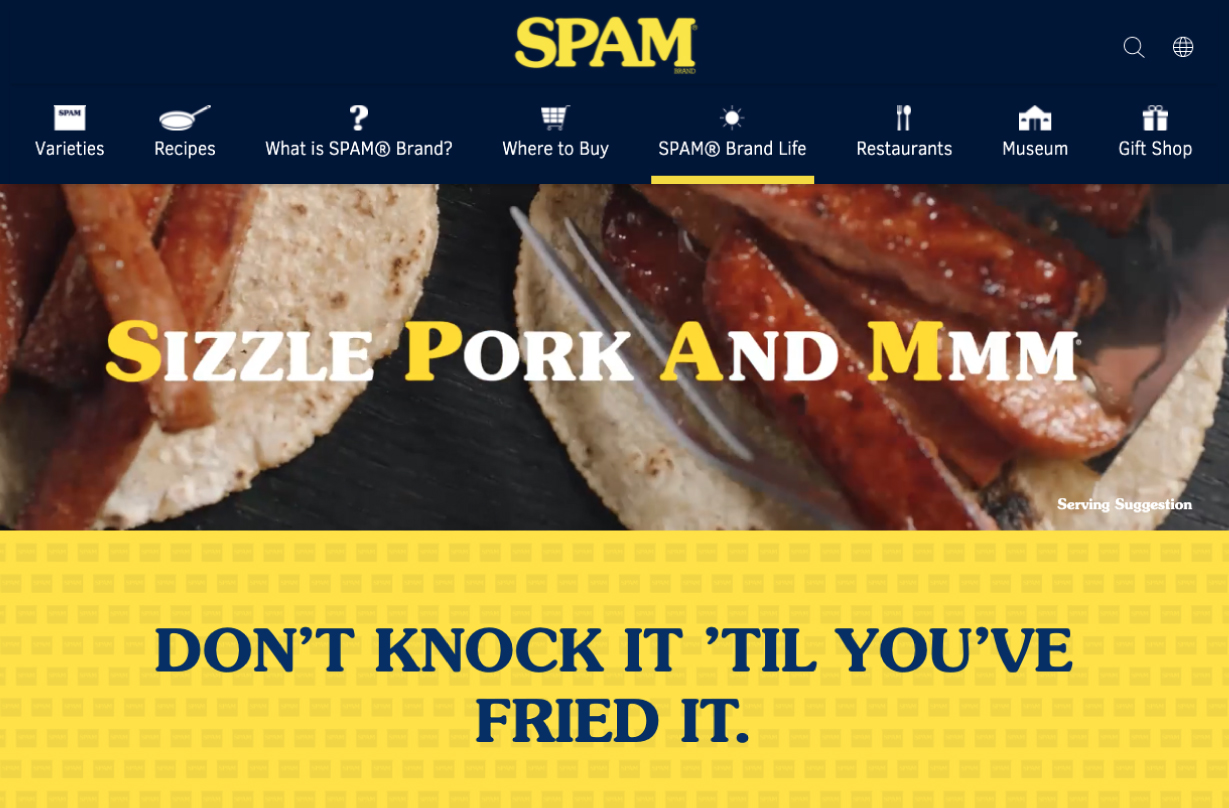 SPAM®
BRAND
SPAM
Varieties
Recipes
What is SPAM® Brand?
Where to Buy
SPAM® Brand Life
Restaurants
Museum
Gift Shop
SIZZLE PORK AND MMM®
Serving Suggestion
DON’T KNOCK IT ’TIL YOU’VE
FRIED IT.